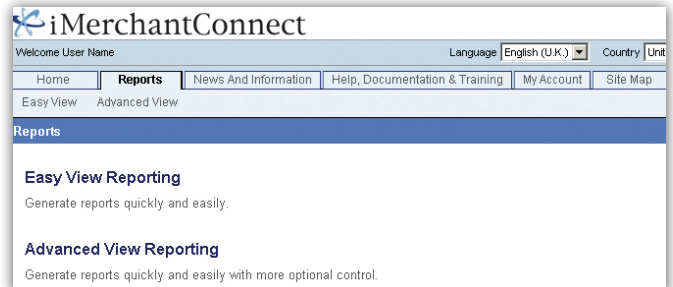 iMerchantConnect
Welcome User Name Language English (U.K.) Country Unit
Home Reports News And Information Help, Documentation & Training My Account Site Map
Easy View Advanced View
Reports
Easy View Reporting
Generate reports quickly and easily.
Advanced View Reporting
Generate reports quickly and easily with more optional control.